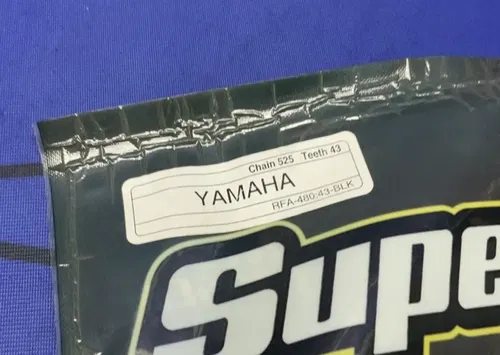 Chain 525 Teeth 43
YAMAHA
RFA-480:43-BLK
Supe